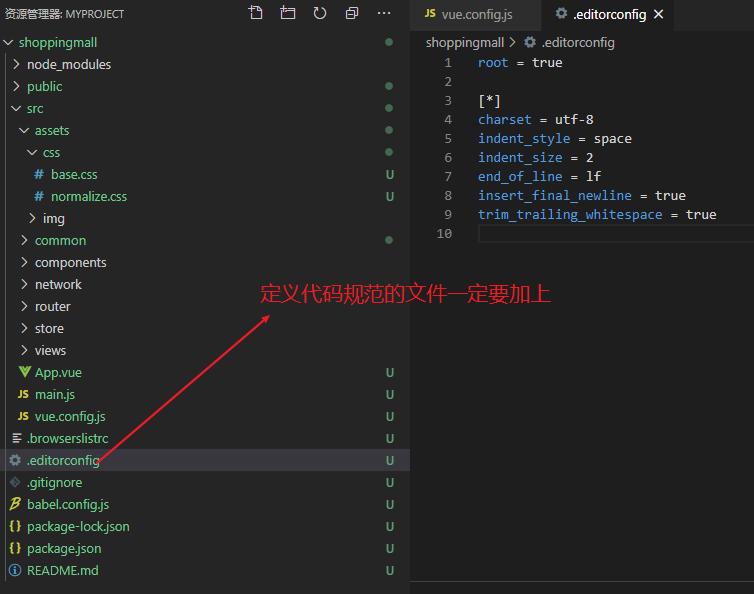 资源管理器: MYPROJECT
shoppingmall
node_modules
public
src
assets
css
# base.css U
# normalize.css U
img
common
components
network
router
store
views
App.vue U
JS main.js U
JS vue.config.js U
.browserslistrc U
.editorconfig U
.gitignore U
babel.config.js U
{} package-lock.json U
{} package.json U
README.md U
定义代码规范的文件一定要加上
JS vue.config.js
.editorconfig
shoppingmall > .editorconfig
1 root = true
2
3 [*]
4 charset = utf-8
5 indent_style = space
6 indent_size = 2
7 end_of_line = lf
8 insert_final_newline = true
9 trim_trailing_whitespace = true
10